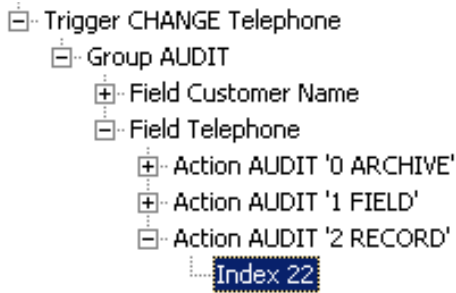 Trigger CHANGE Telephone
Group AUDIT
Field Customer Name
Field Telephone
Action AUDIT '0 ARCHIVE'
Action AUDIT '1 FIELD'
Action AUDIT '2 RECORD'
Index 22